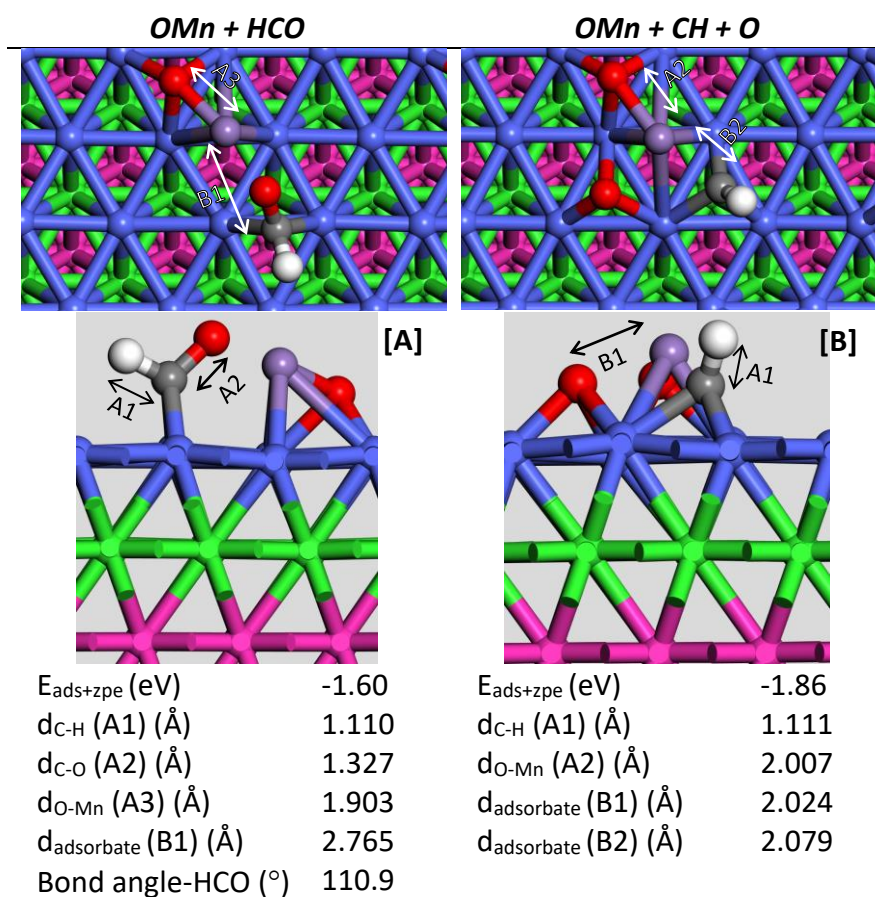 OMn + HCO
OMn + CH + O
A3
B1
A2
B2
[A]
A1
A2
[B]
B1
A1
Eads+zpe (eV) -1.60
dC-H (A1) (Å) 1.110
dC-O (A2) (Å) 1.327
dO-Mn (A3) (Å) 1.903
dadsorbate (B1) (Å) 2.765
Bond angle-HCO (°) 110.9
Eads+zpe (eV) -1.86
dC-H (A1) (Å) 1.111
dO-Mn (A2) (Å) 2.007
dadsorbate (B1) (Å) 2.024
dadsorbate (B2) (Å) 2.079